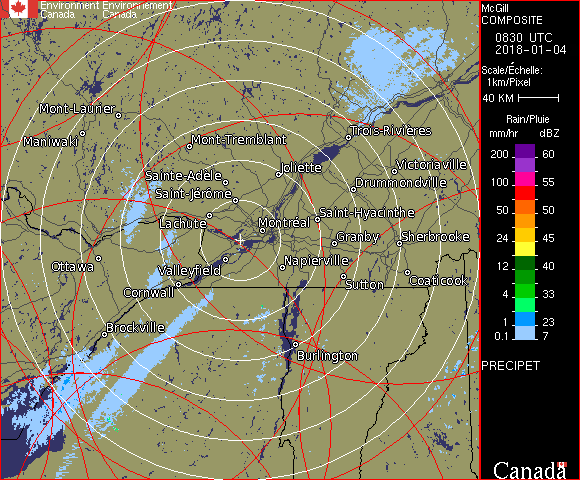 Environment Environnement
Canada Canada
McGill
COMPOSITE
0830 UTC
2018-01-04
Scale/Échelle:
1km/Pixel
40 KM
Rain/Pluie
mm/hr dBZ
200 60
150 57
100 55
50 50
24 45
12 40
4 33
1 23
0.1 7
PRECIPET
Canada
Mont-Laurier
Maniwaki
Mont-Tremblant
Trois-Rivières
Sainte-Adèle
Joliette
Victoriaville
Saint-Jérôme
Drummondville
Lachute
Montréal
Saint-Hyacinthe
Granby
Sherbrooke
Ottawa
Valleyfield
Napierville
Cornwall
Sutton
Coaticook
Brockville
Burlington